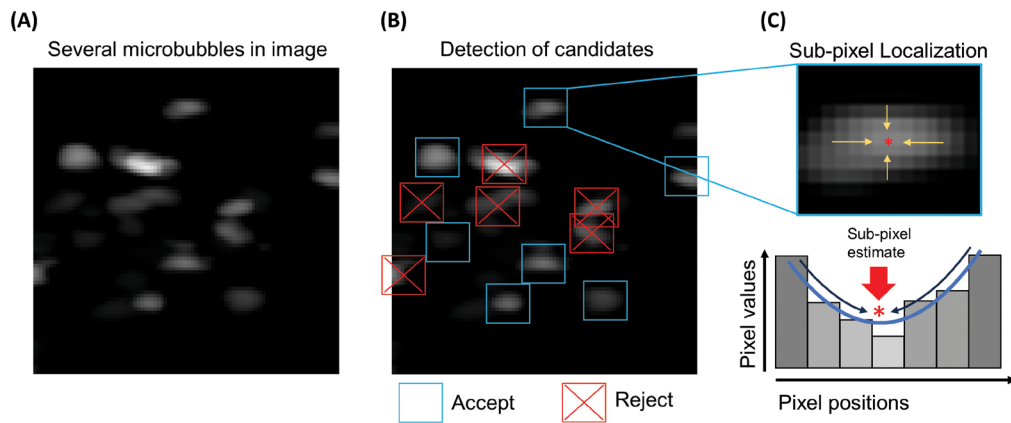 (A)
Several microbubbles in image
(B)
Detection of candidates
Accept
Reject
(C)
Sub-pixel Localization
*
Sub-pixel
estimate
*
Pixel values
Pixel positions